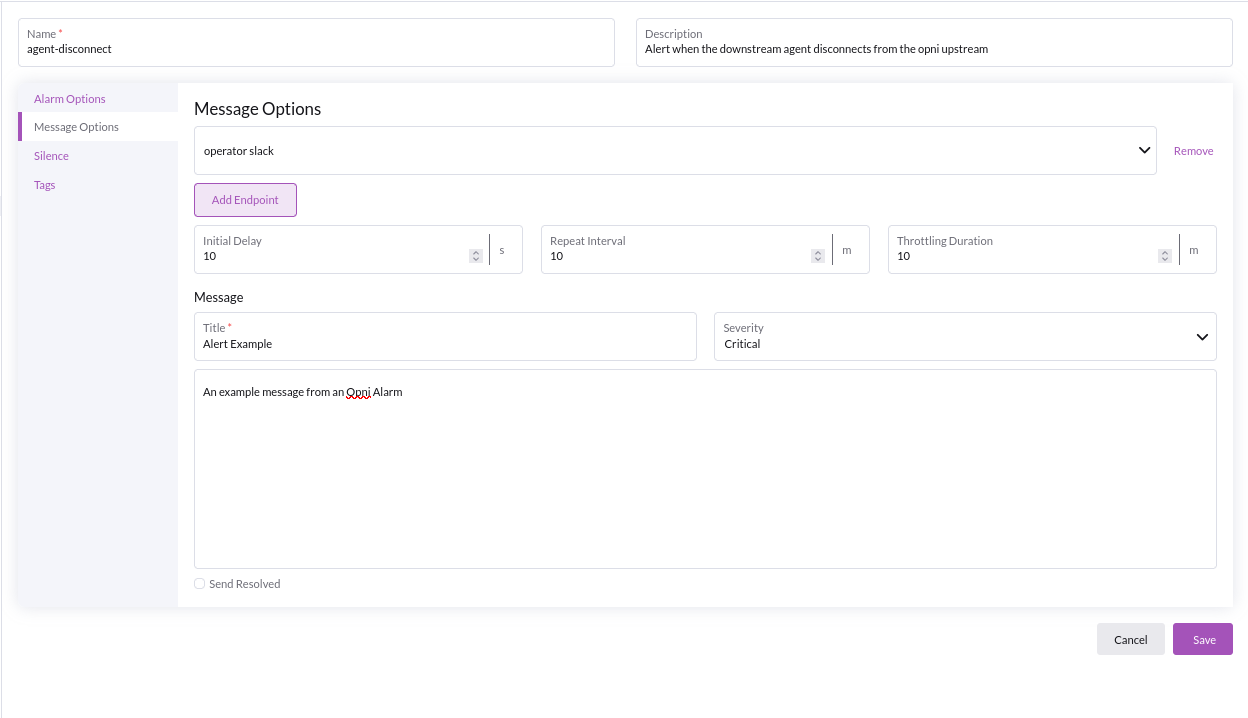 Name *
agent-disconnect
Description
Alert when the downstream agent disconnects from the opni upstream
Alarm Options
Message Options
Silence
Tags
Message Options
operator slack
Remove
Add Endpoint
Initial Delay
10
s
Repeat Interval
10
m
Throttling Duration
10
m
Message
Title *
Alert Example
Severity
Critical
An example message from an Opni Alarm
Send Resolved
Cancel
Save